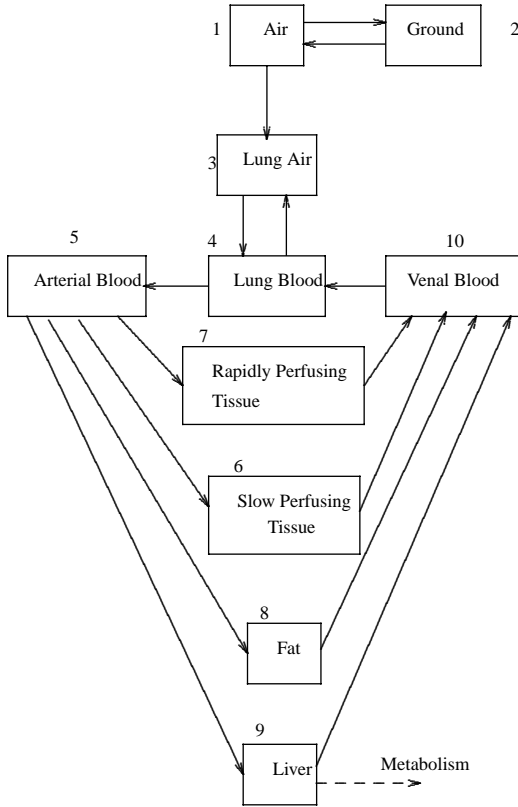 1
Air
Ground
2
3
Lung Air
5
4
10
Arterial Blood
Lung Blood
Venal Blood
7
Rapidly Perfusing
Tissue
6
Slow Perfusing
Tissue
8
Fat
9
Liver
Metabolism